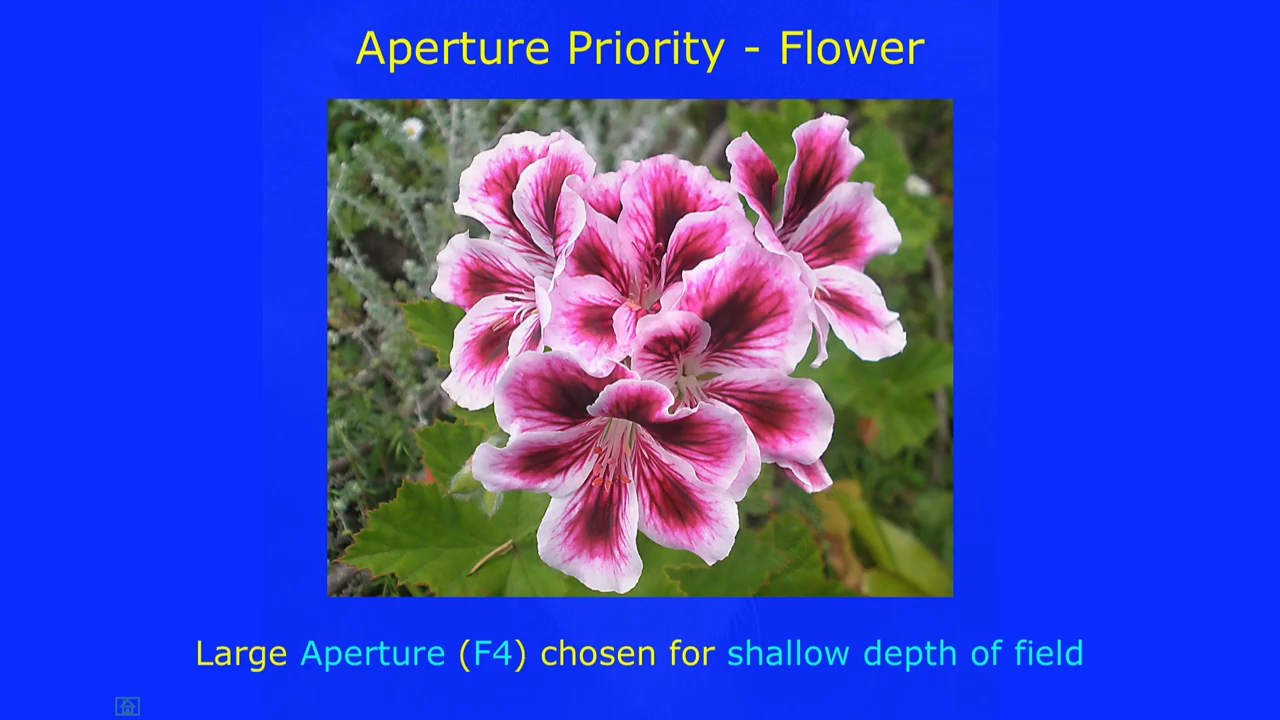 Aperture Priority - Flower
Large Aperture (F4) chosen for shallow depth of field